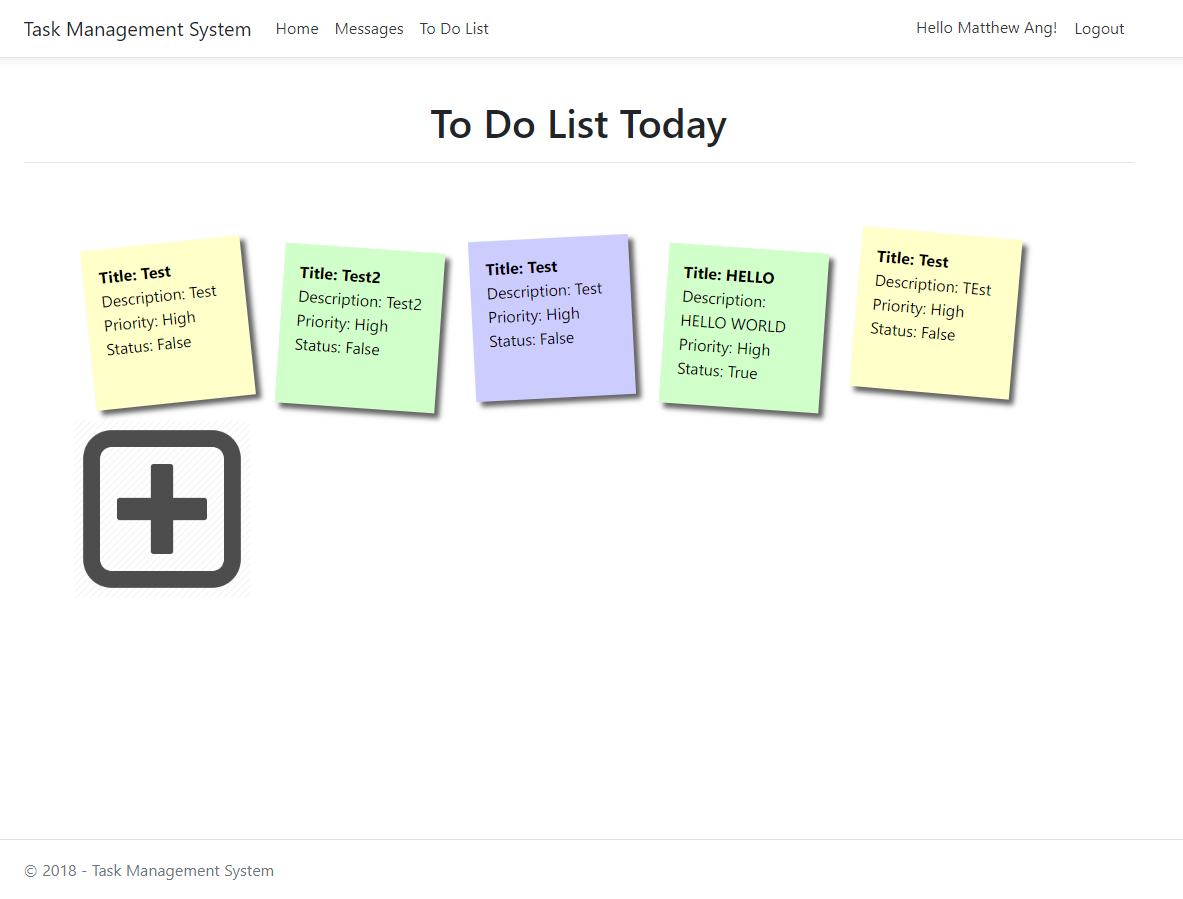 Task Management System Home Messages To Do List Hello Matthew Ang! Logout
To Do List Today
Title: Test
Description: Test
Priority: High
Status: False
Title: Test2
Description: Test2
Priority: High
Status: False
Title: Test
Description: Test
Priority: High
Status: False
Title: HELLO
Description:
HELLO WORLD
Priority: High
Status: True
Title: Test
Description: TEst
Priority: High
Status: False
© 2018 - Task Management System